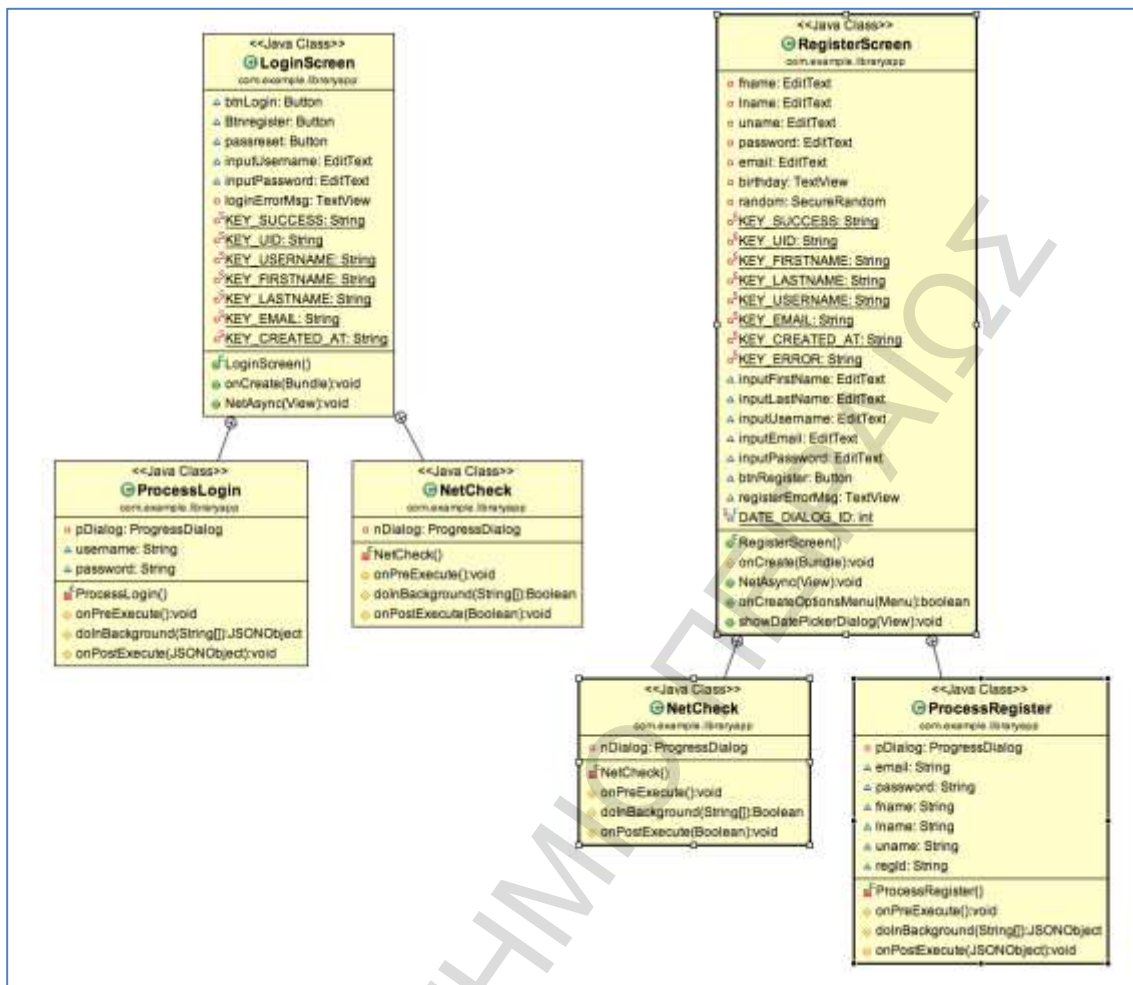 <<Java Class>>
LoginScreen
com.example.libraryapp
btnLogin: Button
Btnregister: Button
passreset: Button
inputUsername: EditText
inputPassword: EditText
loginErrorMsg: TextView
KEY_SUCCESS: String
KEY_UID: String
KEY_USERNAME: String
KEY_FIRSTNAME: String
KEY_LASTNAME: String
KEY_EMAIL: String
KEY_CREATED_AT: String
LoginScreen()
onCreate(Bundle):void
NetAsync(View):void
<<Java Class>>
ProcessLogin
com.example.libraryapp
pDialog: ProgressDialog
username: String
password: String
ProcessLogin()
onPreExecute():void
doInBackground(String[]):JSONObject
onPostExecute(JSONObject):void
<<Java Class>>
NetCheck
com.example.libraryapp
nDialog: ProgressDialog
NetCheck()
onPreExecute():void
doInBackground(String[]):Boolean
onPostExecute(Boolean):void
<<Java Class>>
RegisterScreen
com.example.libraryapp
fname: EditText
lname: EditText
uname: EditText
password: EditText
email: EditText
birthday: TextView
random: SecureRandom
KEY_SUCCESS: String
KEY_UID: String
KEY_FIRSTNAME: String
KEY_LASTNAME: String
KEY_USERNAME: String
KEY_EMAIL: String
KEY_CREATED_AT: String
KEY_ERROR: String
inputFirstName: EditText
inputLastName: EditText
inputUsername: EditText
inputEmail: EditText
inputPassword: EditText
btnRegister: Button
registerErrorMsg: TextView
DATE_DIALOG_ID: int
RegisterScreen()
onCreate(Bundle):void
NetAsync(View):void
onCreateOptionsMenu(Menu):boolean
showDatePickerDialog(View):void
<<Java Class>>
NetCheck
com.example.libraryapp
nDialog: ProgressDialog
NetCheck()
onPreExecute():void
doInBackground(String[]):Boolean
onPostExecute(Boolean):void
<<Java Class>>
ProcessRegister
com.example.libraryapp
pDialog: ProgressDialog
email: String
password: String
fname: String
lname: String
uname: String
regId: String
ProcessRegister()
onPreExecute():void
doInBackground(String[]):JSONObject
onPostExecute(JSONObject):void
ΗΜΙΟ ΠΕΙΡΑΙΩΣ